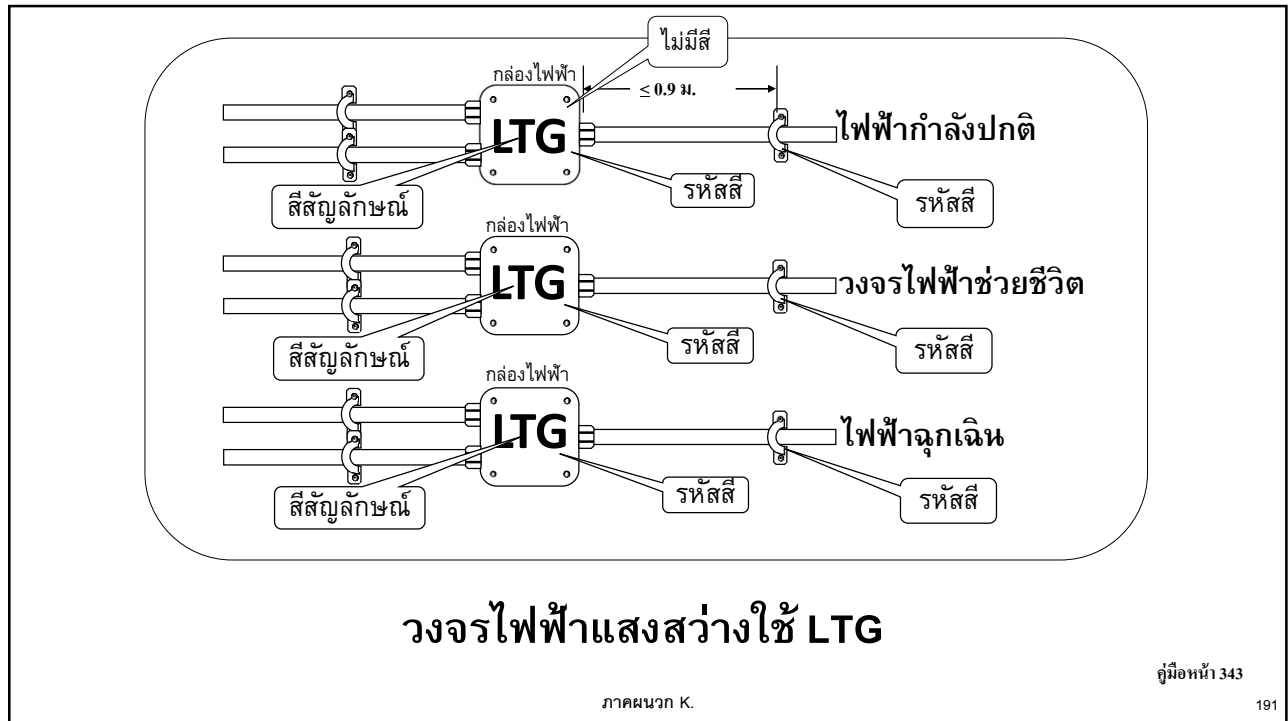 ไม่มีสี
กล่องไฟฟ้า
≤ 0.9 ม.
LTG
ไฟฟ้ากำลังปกติ
สีสัญลักษณ์
รหัสสี
รหัสสี
กล่องไฟฟ้า
LTG
วงจรไฟฟ้าช่วยชีวิต
สีสัญลักษณ์
รหัสสี
รหัสสี
กล่องไฟฟ้า
LTG
ไฟฟ้าฉุกเฉิน
สีสัญลักษณ์
รหัสสี
รหัสสี
วงจรไฟฟ้าแสงสว่างใช้ LTG
คู่มือหน้า 343
ภาคผนวก K.
191